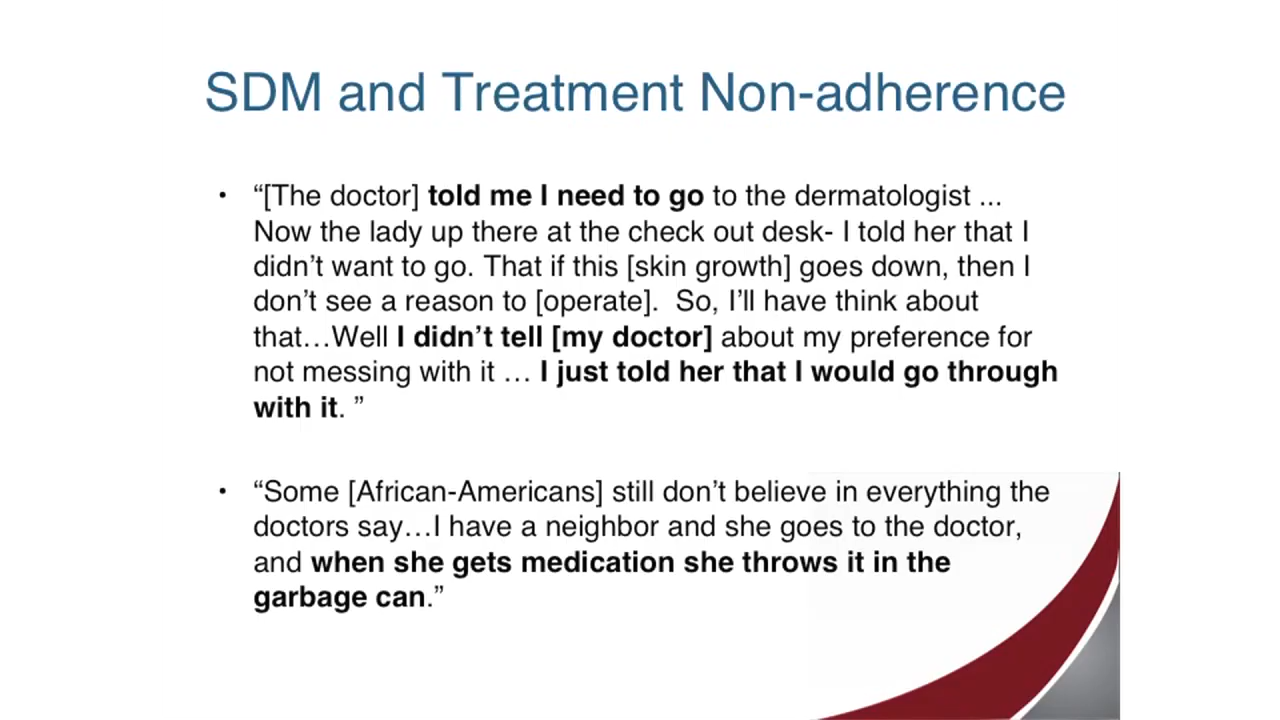 SDM and Treatment Non-adherence
• “[The doctor] told me I need to go to the dermatologist ...
Now the lady up there at the check out desk- I told her that I
didn’t want to go. That if this [skin growth] goes down, then I
don’t see a reason to [operate].  So, I’ll have think about
that…Well I didn’t tell [my doctor] about my preference for
not messing with it … I just told her that I would go through
with it. ”
• “Some [African-Americans] still don’t believe in everything the
doctors say…I have a neighbor and she goes to the doctor,
and when she gets medication she throws it in the
garbage can.”